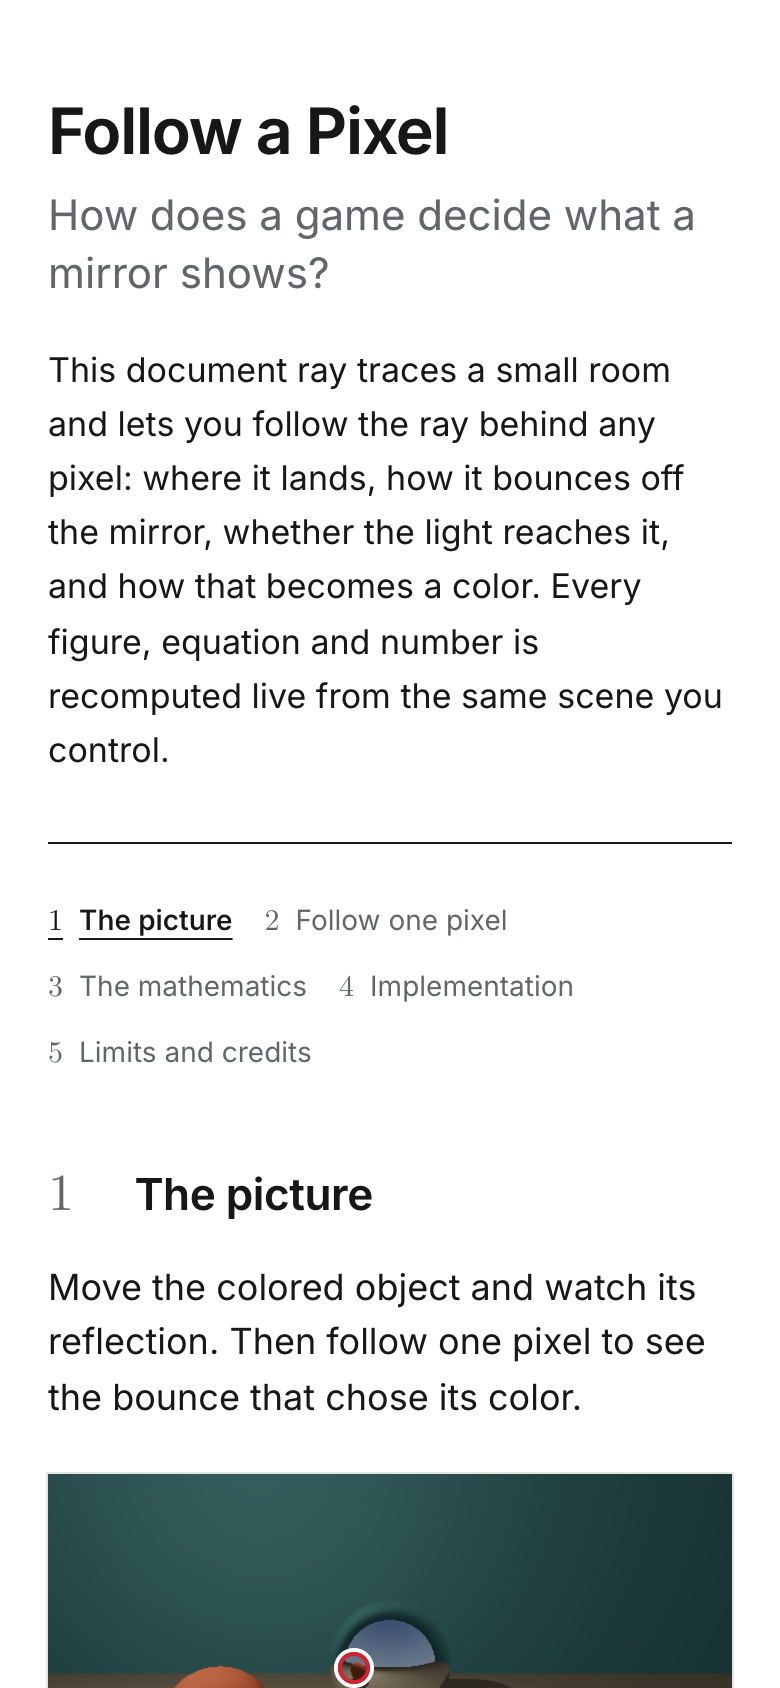 Follow a Pixel
How does a game decide what a
mirror shows?
This document ray traces a small room
and lets you follow the ray behind any
pixel: where it lands, how it bounces off
the mirror, whether the light reaches it,
and how that becomes a color. Every
figure, equation and number is
recomputed live from the same scene you
control.
1 The picture 2 Follow one pixel
3 The mathematics 4 Implementation
5 Limits and credits
1 The picture
Move the colored object and watch its
reflection. Then follow one pixel to see
the bounce that chose its color.